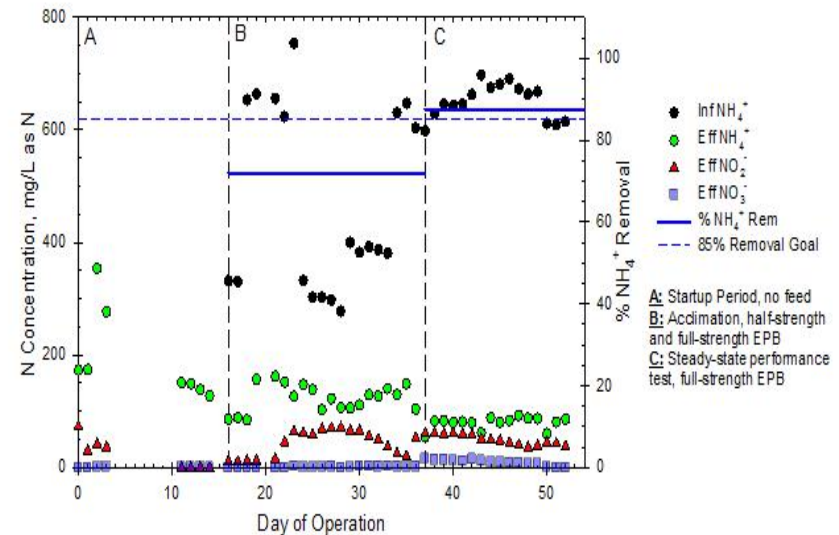 800
600
400
200
0
N Concentration, mg/L as N
A
B
C
100
80
60
40
20
0
% NH₄⁺ Removal
0 10 20 30 40 50
Day of Operation
Inf NH₄⁺
Eff NH₄⁺
Eff NO₂⁻
Eff NO₃⁻
% NH₄⁺ Rem
85% Removal Goal
A: Startup Period, no feed
B: Acclimation, half-strength
and full-strength EPB
C: Steady-state performance
test, full-strength EPB